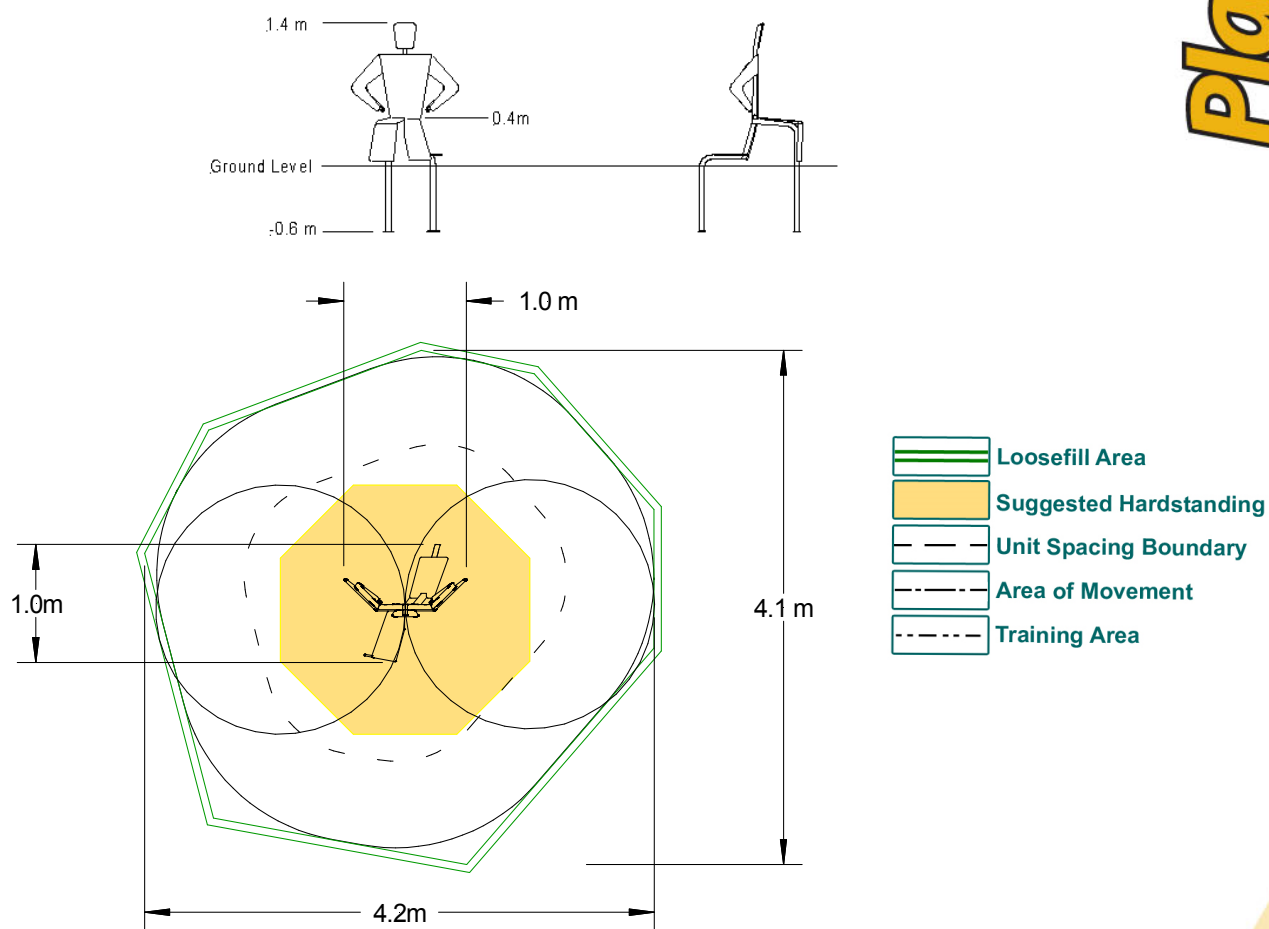 1.4 m
0.4m
Ground Level
-0.6 m
1.0 m
1.0m
4.1 m
4.2m
Loosefill Area
Suggested Hardstanding
Unit Spacing Boundary
Area of Movement
Training Area